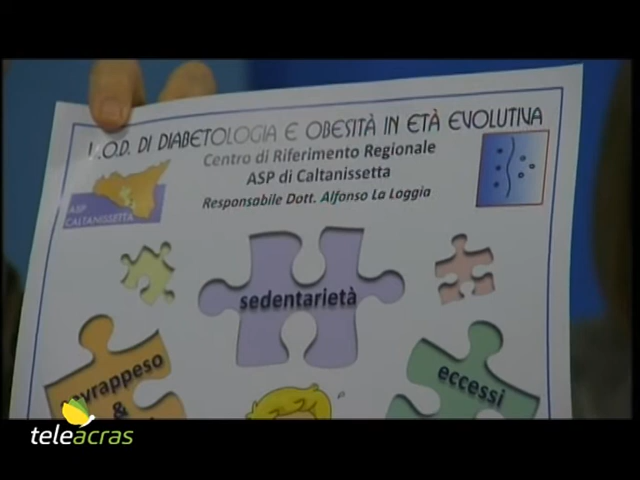 DI DIABETOLOGIA E OBESITÀ IN ETÀ EVOLUTIVA
Centro di Riferimento Regionale
ASP di Caltanissetta
Responsabile Dott. Alfonso La Loggia
ASP
CALTANISSETTA
sedentarietà
eccessi
&
teleacras